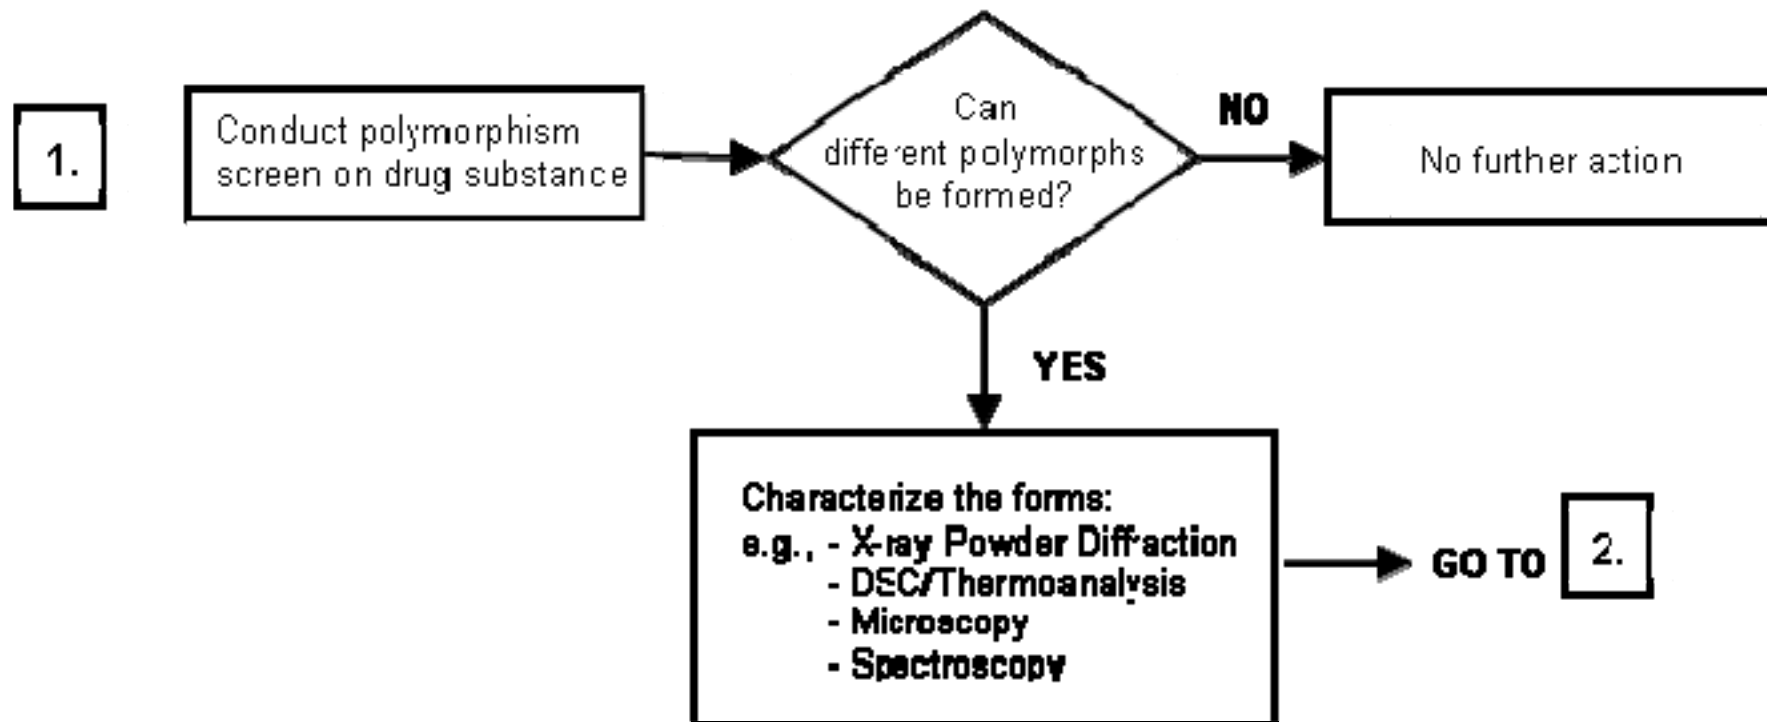 1.
Conduct polymorphism
screen on drug substance
Can
different polymorphs
be formed?
NO
No further action
YES
Characterize the forms:
e.g., - X-ray Powder Diffraction
- DSC/Thermoanalysis
- Microscopy
- Spectroscopy
GO TO 2.